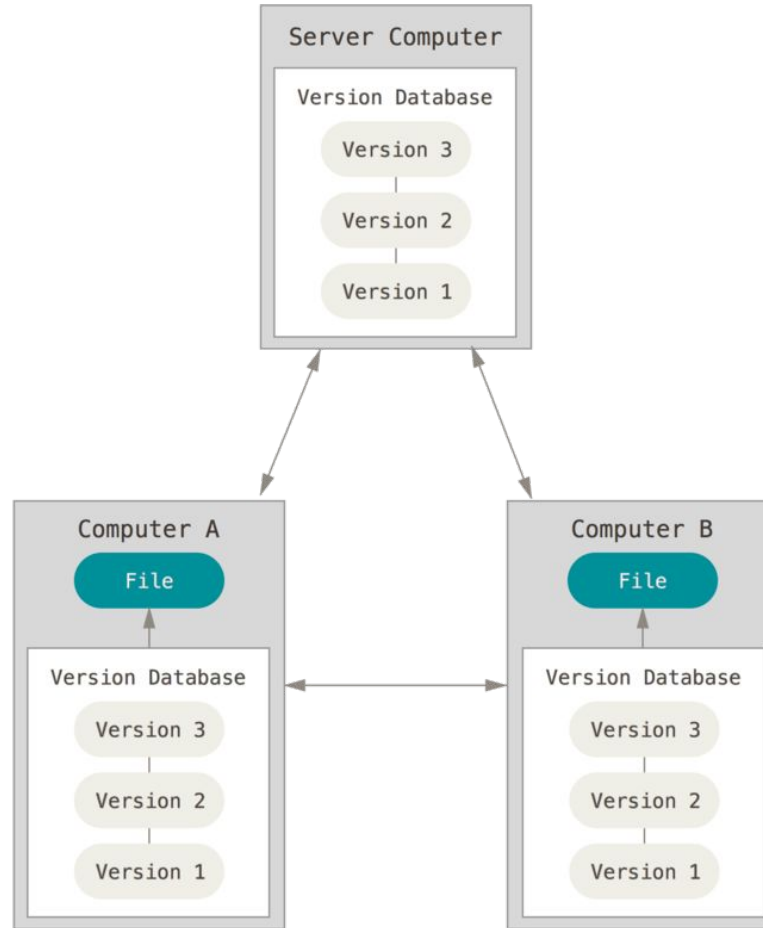 Server Computer
Version Database
Version 3
Version 2
Version 1
Computer A
File
Version Database
Version 3
Version 2
Version 1
Computer B
File
Version Database
Version 3
Version 2
Version 1